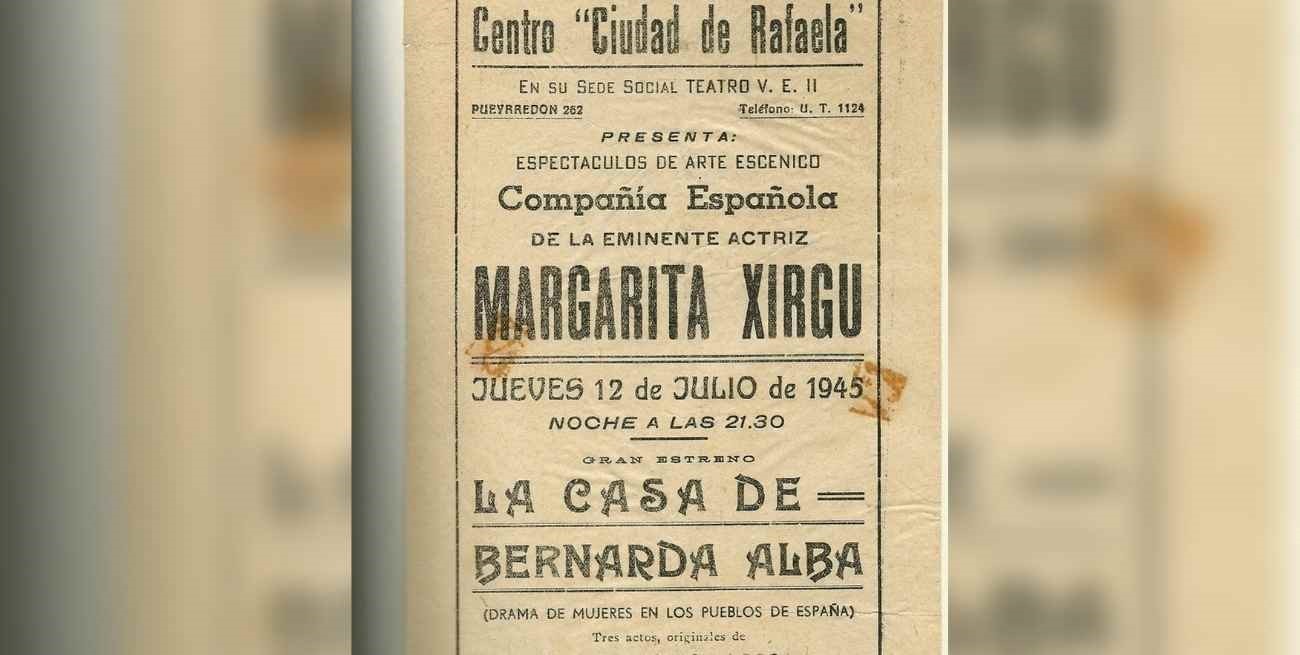 Centro "Ciudad de Rafaela"
EN SU SEDE SOCIAL TEATRO V. E. II
PUEYRREDON 262
Teléfono: U. T. 1124
PRESENTA:
ESPECTACULOS DE ARTE ESCENICO
Compañía Española
DE LA EMINENTE ACTRIZ
MARGARITA XIRGU
JUEVES 12 de JULIO de 1945
NOCHE A LAS 21.30
GRAN ESTRENO
LA CASA DE
BERNARDA ALBA
(DRAMA DE MUJERES EN LOS PUEBLOS DE ESPAÑA)
Tres actos, originales de